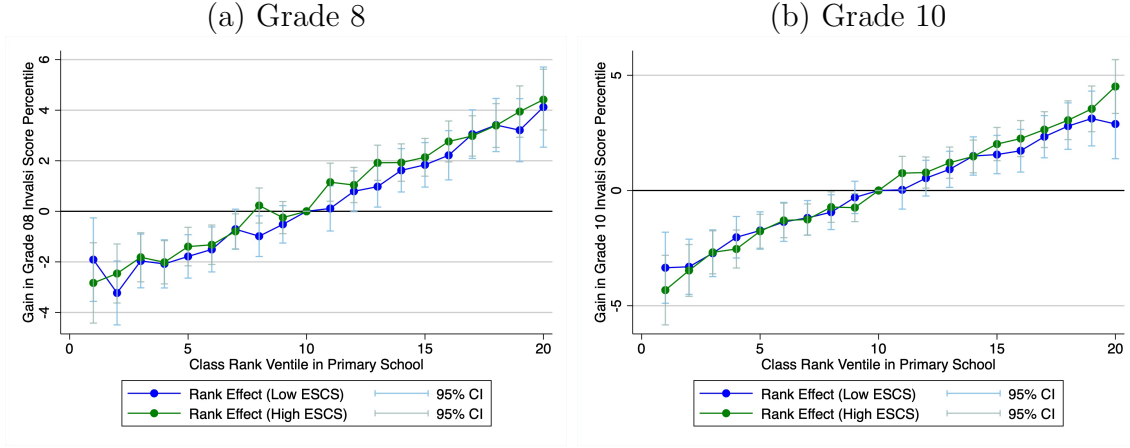 (a) Grade 8
Gain in Grade 08 Invalsi Score Percentile
6
4
2
0
-2
-4
0 5 10 15 20
Class Rank Ventile in Primary School
Rank Effect (Low ESCS) 95% CI
Rank Effect (High ESCS) 95% CI
(b) Grade 10
Gain in Grade 10 Invalsi Score Percentile
5
0
-5
0 5 10 15 20
Class Rank Ventile in Primary School
Rank Effect (Low ESCS) 95% CI
Rank Effect (High ESCS) 95% CI